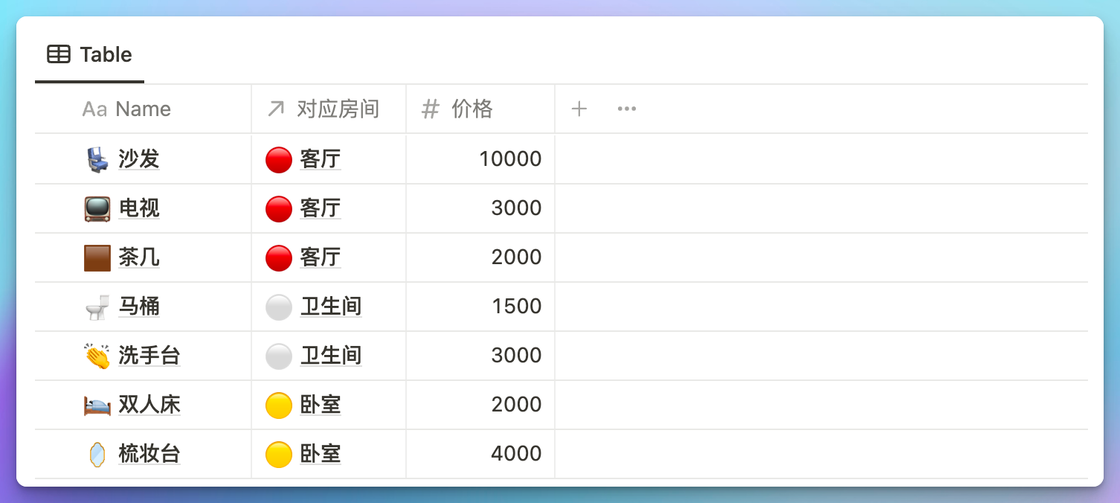 Table
Aa Name 对应房间 # 价格 + •••
沙发 客厅 10000
电视 客厅 3000
茶几 客厅 2000
马桶 卫生间 1500
洗手台 卫生间 3000
双人床 卧室 2000
梳妆台 卧室 4000